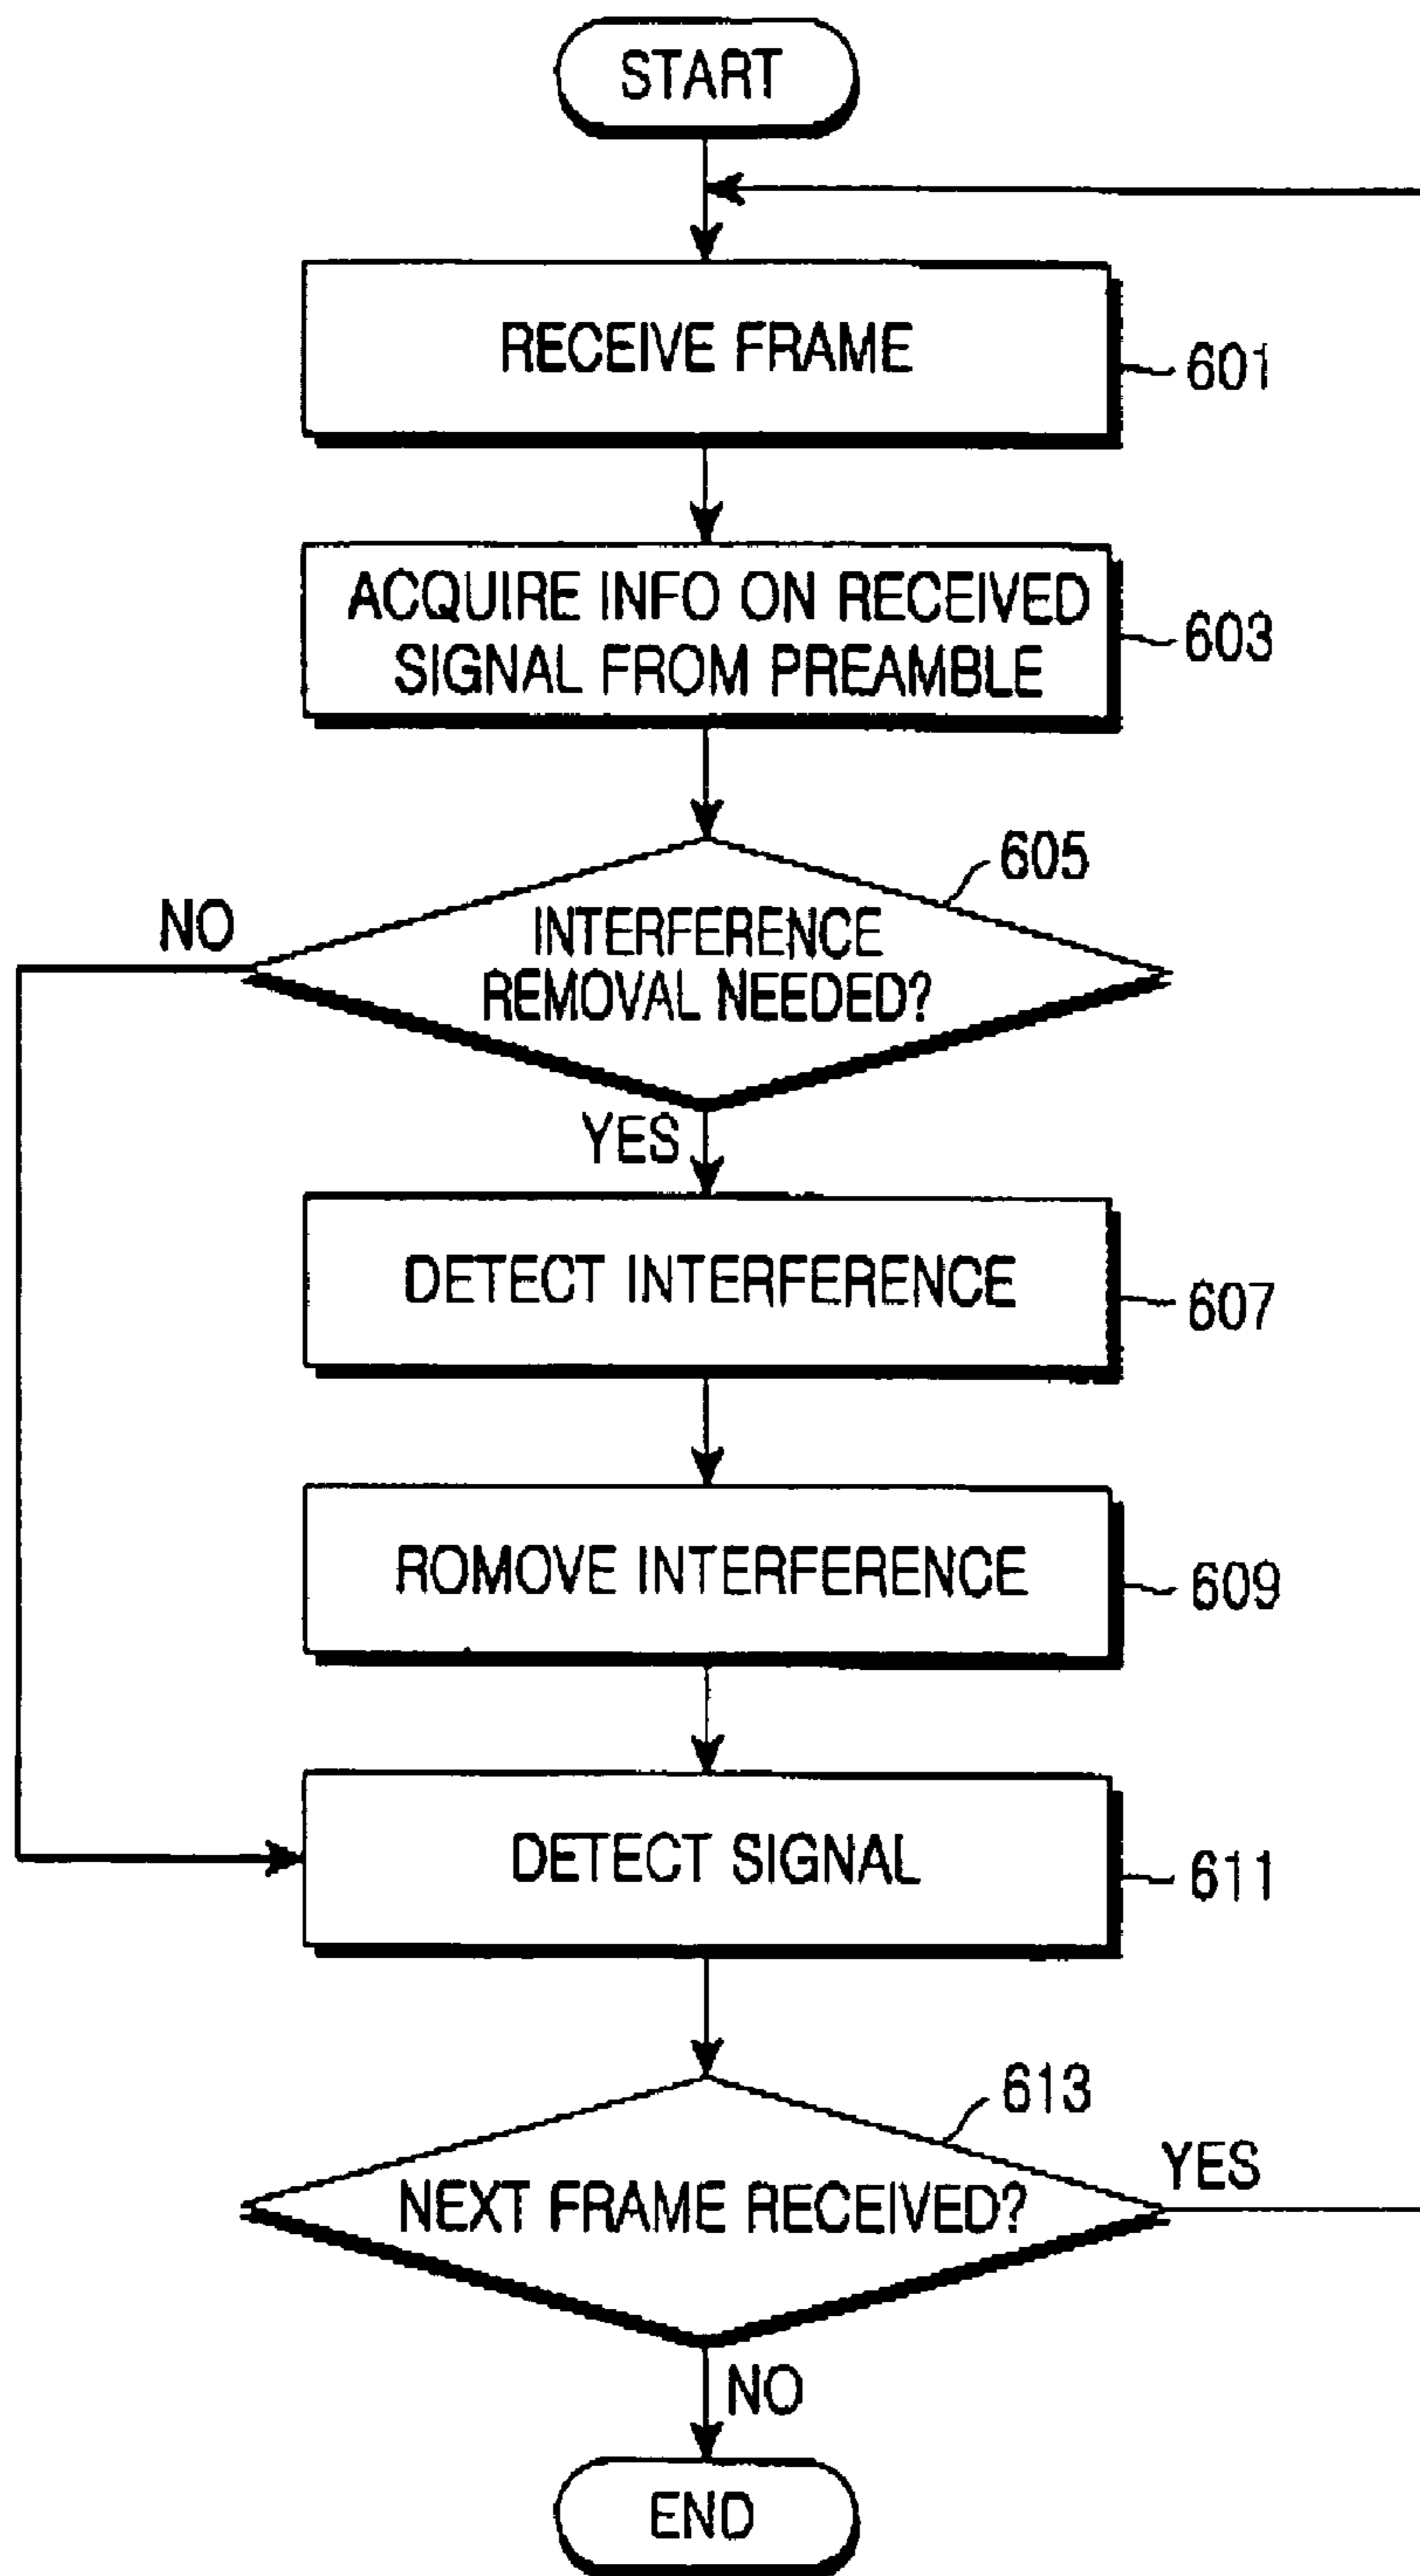 START
RECEIVE FRAME
601
ACQUIRE INFO ON RECEIVED
SIGNAL FROM PREAMBLE
603
605
NO
INTERFERENCE
REMOVAL NEEDED?
YES
DETECT INTERFERENCE
607
ROMOVE INTERFERENCE
609
DETECT SIGNAL
611
613
YES
NEXT FRAME RECEIVED?
NO
END